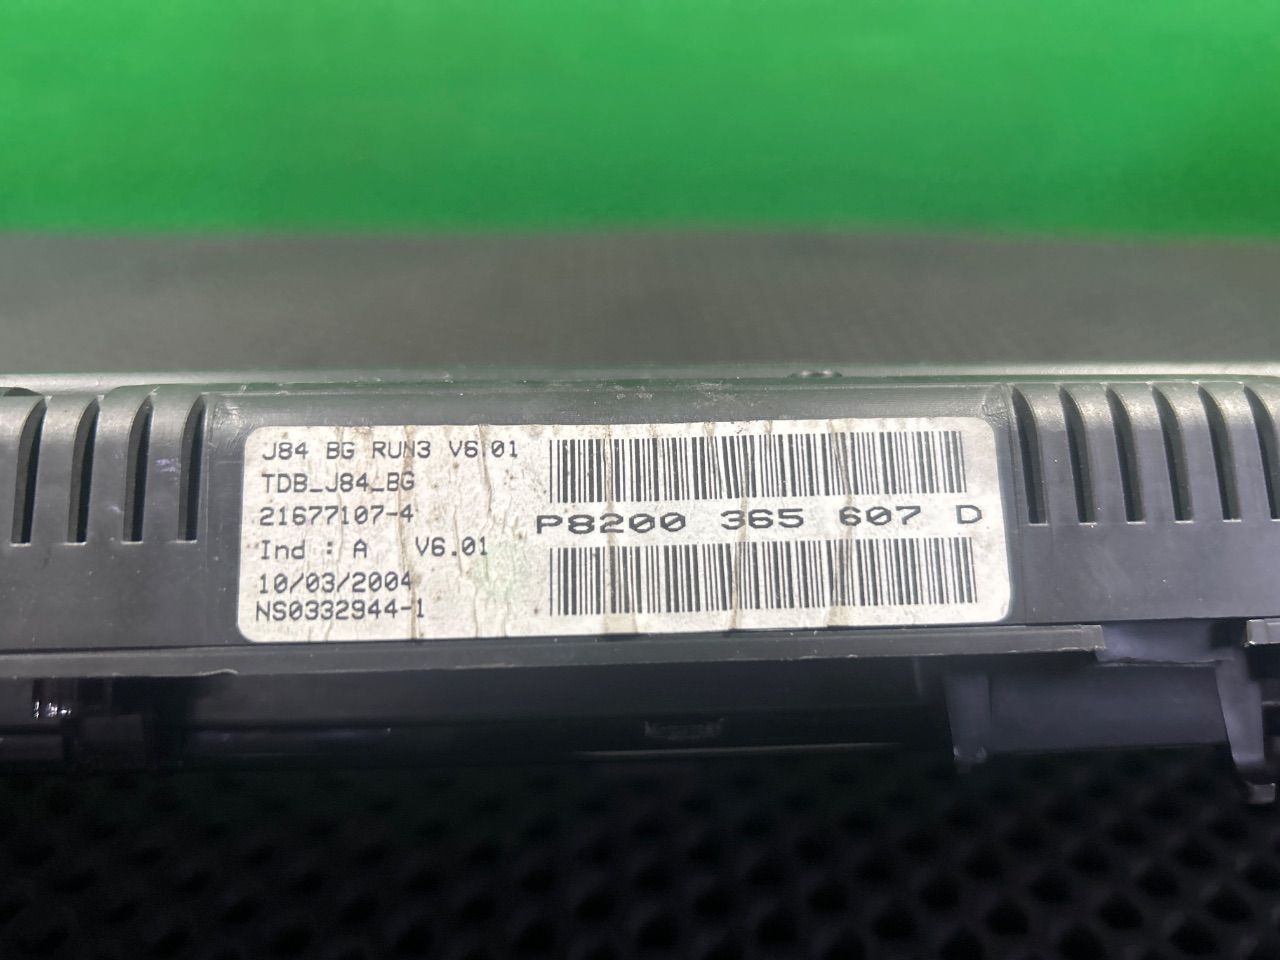 J84 BG RUN3 V6.01
TDB_J84_BG
21677107-4
Ind : A V6.01
10/03/2004
NS0332944-1
P8200 365 607 D